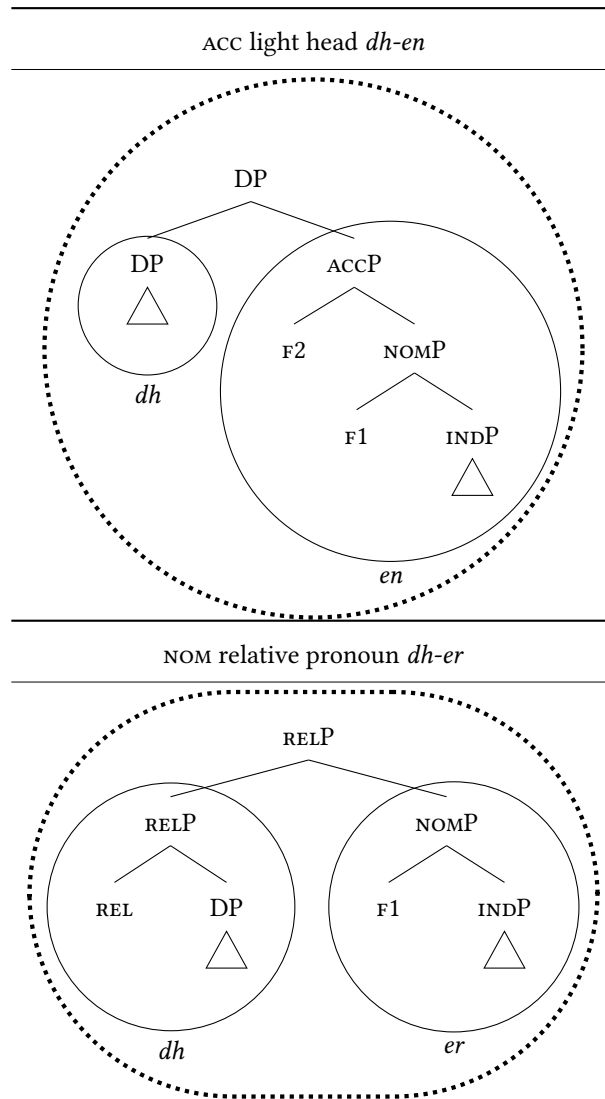 ACC light head dh-en
DP
DP ACCP
F2 NOMP
dh
F1 INDP
en
NOM relative pronoun dh-er
RELP
RELP NOMP
REL DP F1 INDP
dh er